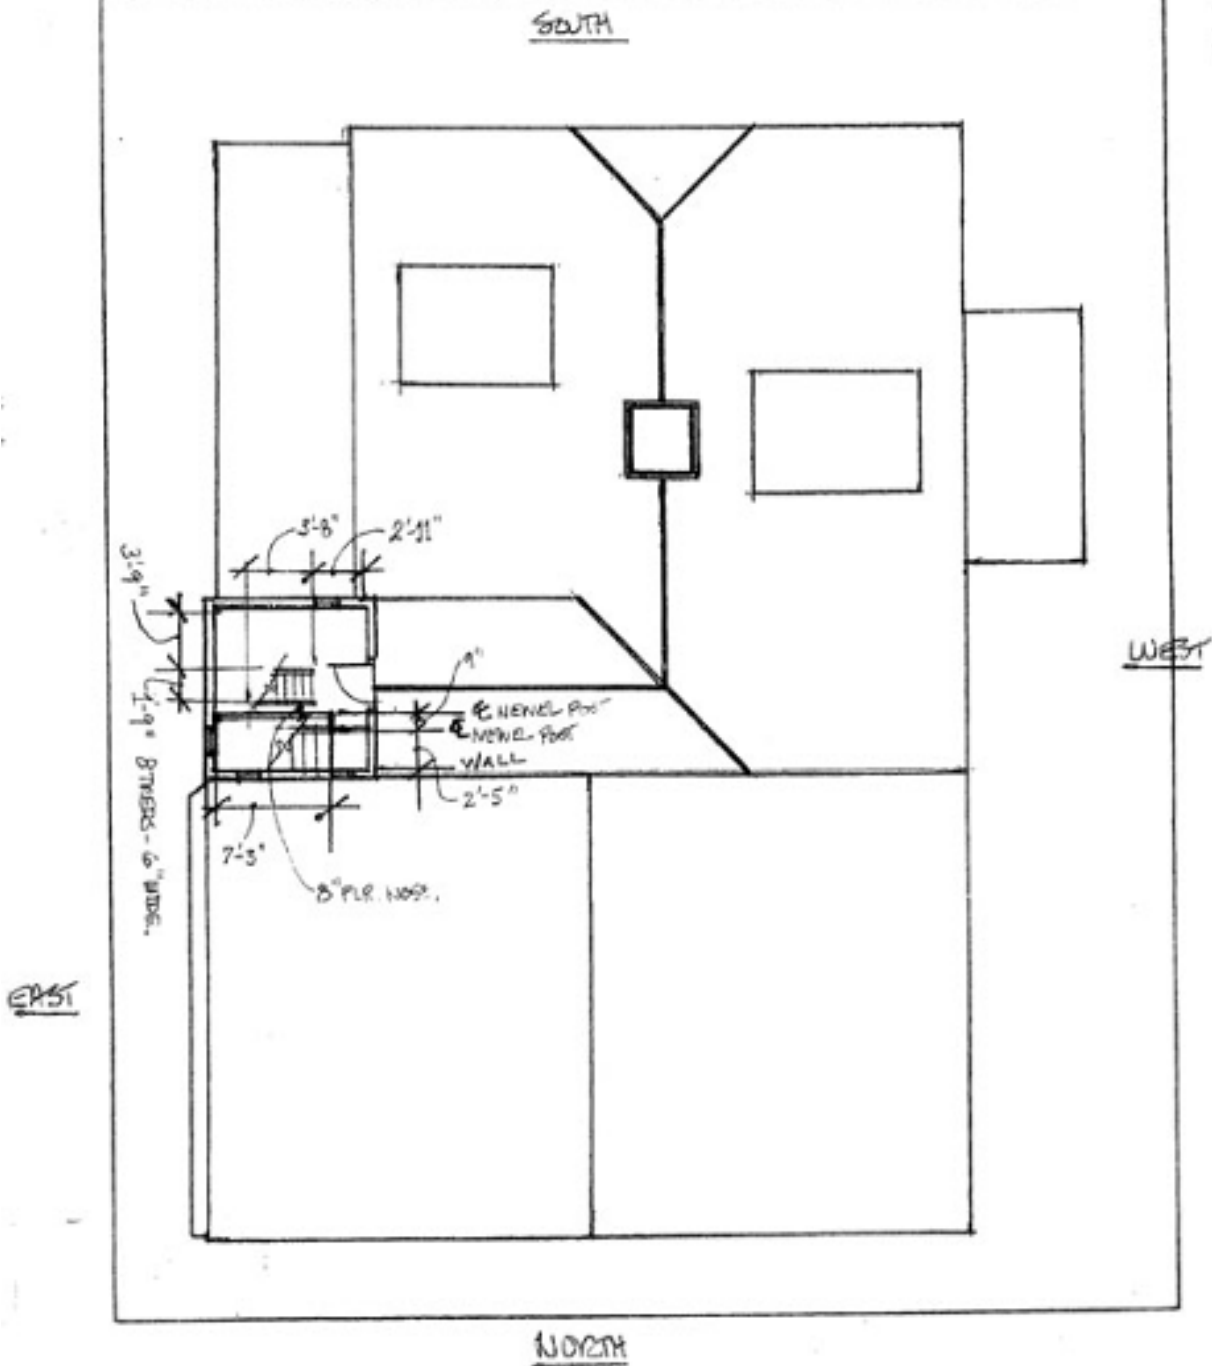 SOUTH
3'-8"
2'-11"
3'-9"
9"
WEST
℄ NEWEL POST
℄ NEWEL POST
WALL
2'-5"
7'-3"
1'-9" 8 TREADS - 6" WIDE.
8" FLR. NOS.
EAST
NORTH